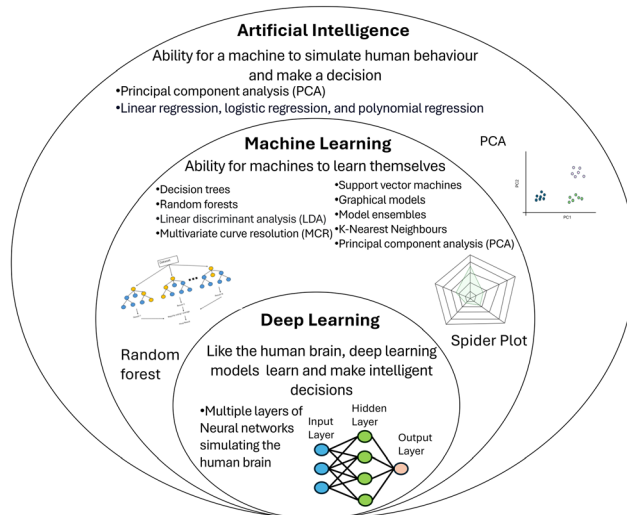 Artificial Intelligence
Ability for a machine to simulate human behaviour
and make a decision
•Principal component analysis (PCA)
•Linear regression, logistic regression, and polynomial regression
Machine Learning
Ability for machines to learn themselves
•Decision trees
•Random forests
•Linear discriminant analysis (LDA)
•Multivariate curve resolution (MCR)
•Support vector machines
•Graphical models
•Model ensembles
•K-Nearest Neighbours
•Principal component analysis (PCA)
PCA
PC2
PC1
Random
forest
Spider Plot
Deep Learning
Like the human brain, deep learning
models learn and make intelligent
decisions
•Multiple layers of
Neural networks
simulating the
human brain
Input
Layer
Hidden
Layer
Output
Layer